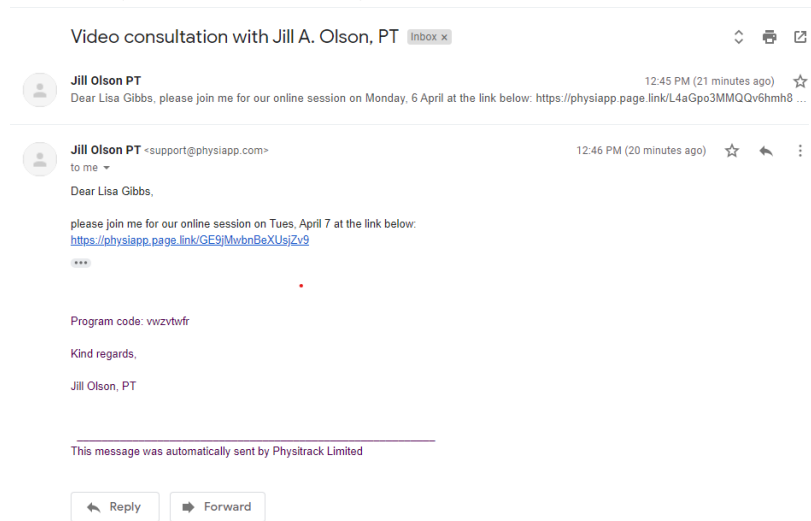 Video consultation with Jill A. Olson, PT Inbox x
Jill Olson PT 12:45 PM (21 minutes ago)
Dear Lisa Gibbs, please join me for our online session on Monday, 6 April at the link below: https://physiapp.page.link/L4aGpo3MMQQv6hmh8 ...
Jill Olson PT <support@physiapp.com> 12:46 PM (20 minutes ago)
to me
Dear Lisa Gibbs,
please join me for our online session on Tues, April 7 at the link below:
https://physiapp.page.link/GE9jMwbnBeXUsjZv9
Program code: vwzvtwfr
Kind regards,
Jill Olson, PT
This message was automatically sent by Physitrack Limited
Reply Forward